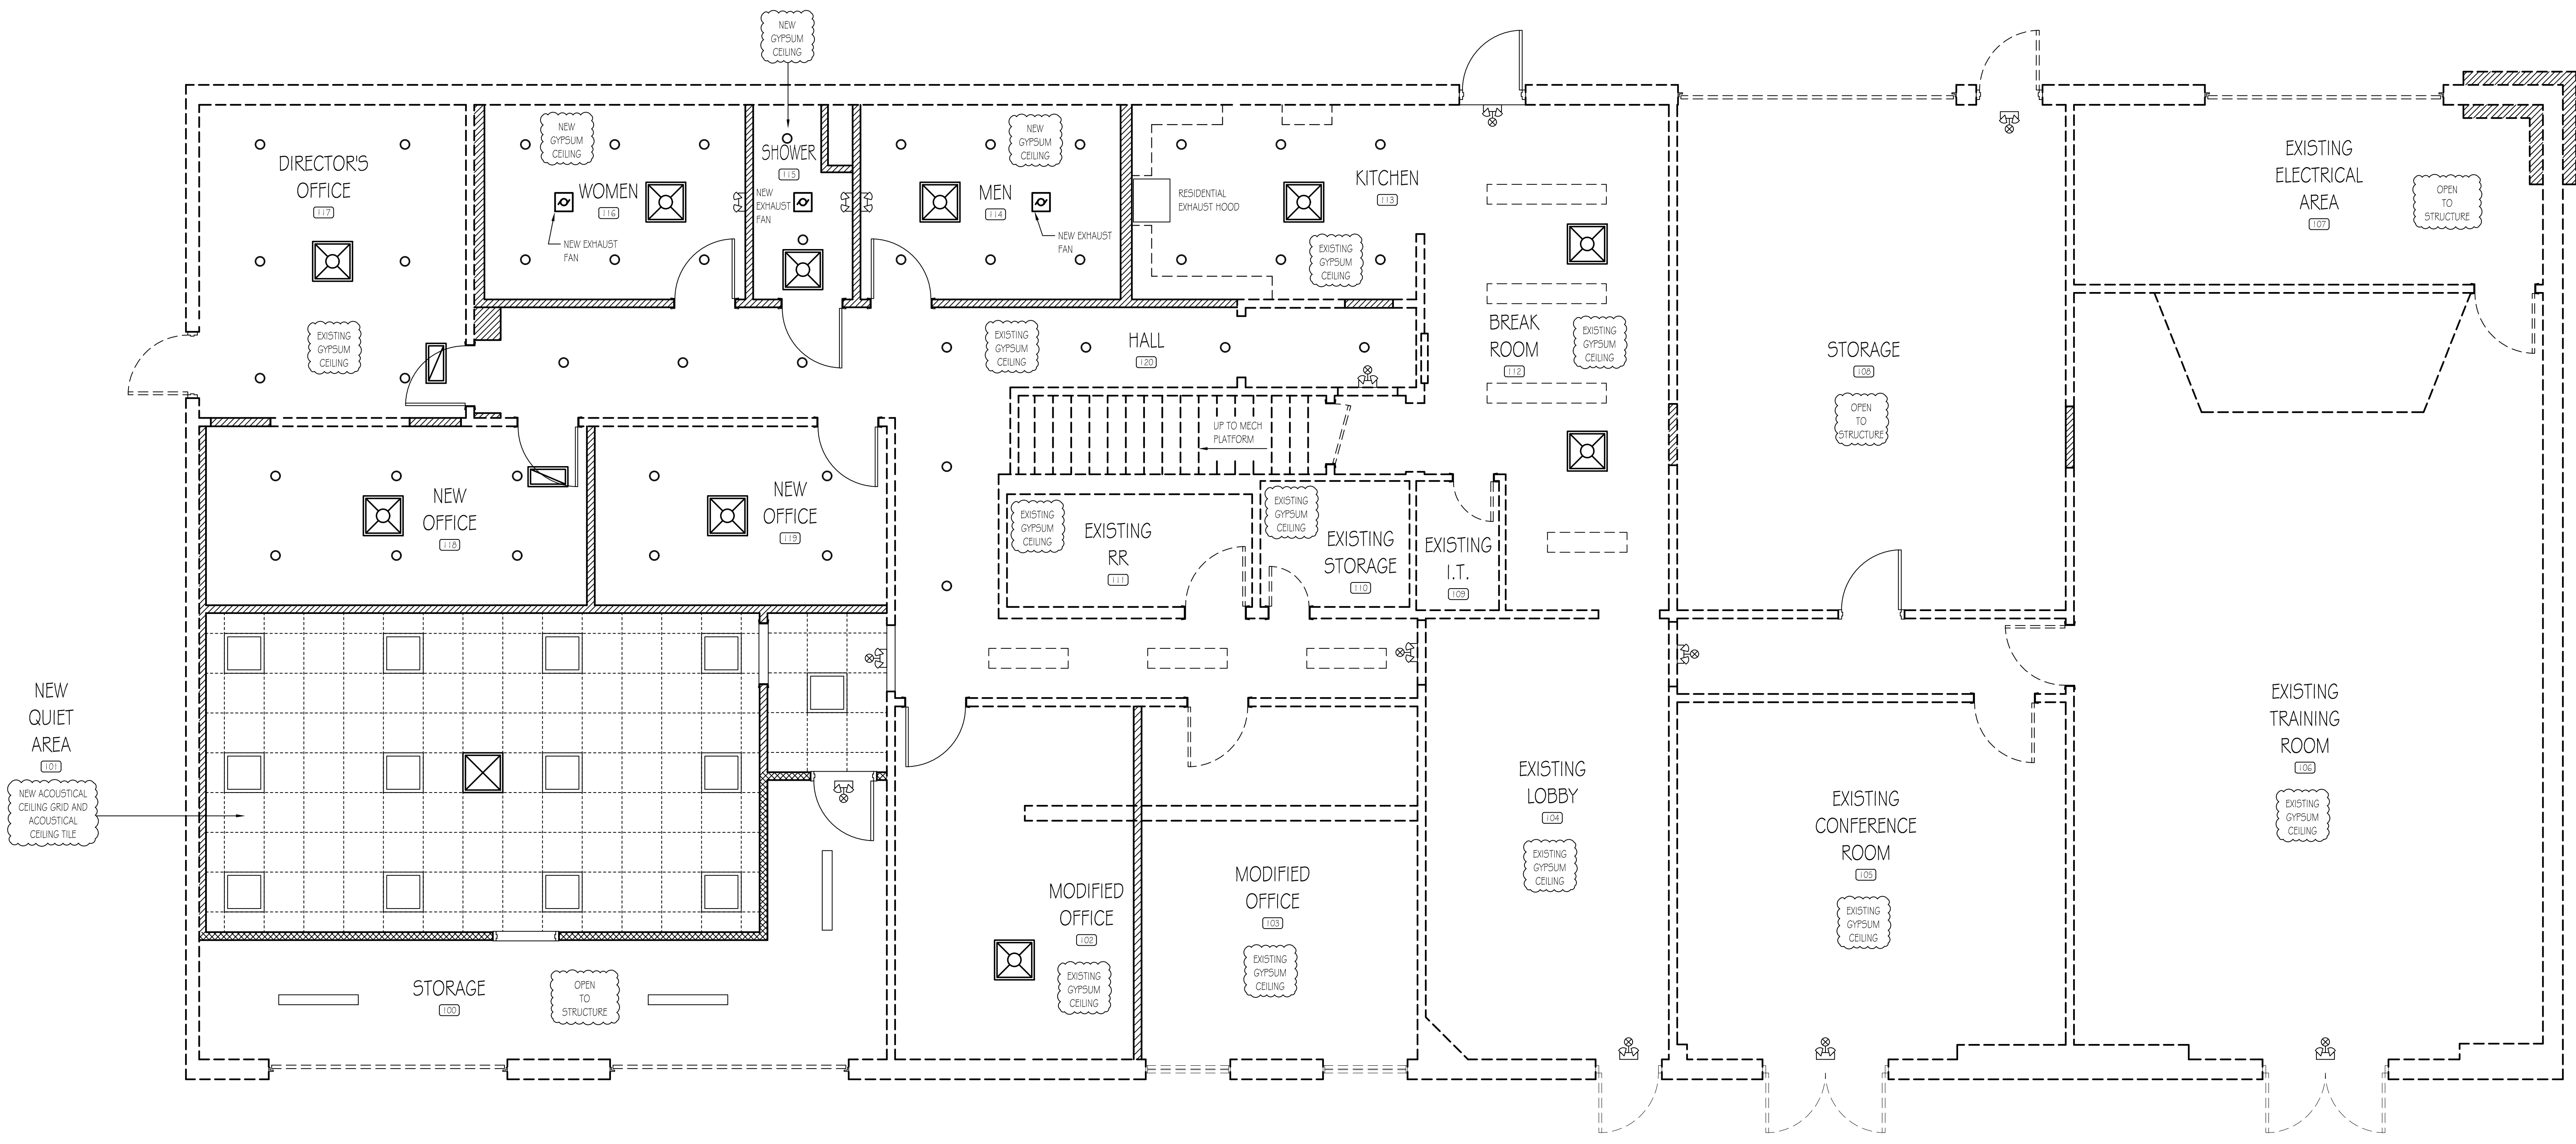 NEW
GYPSUM
CEILING
DIRECTOR'S
OFFICE
117
EXISTING
GYPSUM
CEILING
NEW
GYPSUM
CEILING
WOMEN
116
NEW EXHAUST
FAN
SHOWER
115
NEW
EXHAUST
FAN
NEW
GYPSUM
CEILING
MEN
114
NEW EXHAUST
FAN
RESIDENTIAL
EXHAUST HOOD
KITCHEN
113
EXISTING
GYPSUM
CEILING
EXISTING
GYPSUM
CEILING
HALL
120
BREAK
ROOM
112
EXISTING
GYPSUM
CEILING
STORAGE
108
OPEN
TO
STRUCTURE
EXISTING
ELECTRICAL
AREA
107
OPEN
TO
STRUCTURE
UP TO MECH
PLATFORM
NEW
OFFICE
118
NEW
OFFICE
119
EXISTING
GYPSUM
CEILING
EXISTING
RR
111
EXISTING
GYPSUM
CEILING
EXISTING
STORAGE
110
EXISTING
I.T.
109
NEW
QUIET
AREA
101
NEW ACOUSTICAL
CEILING GRID AND
ACOUSTICAL
CEILING TILE
STORAGE
100
OPEN
TO
STRUCTURE
MODIFIED
OFFICE
102
EXISTING
GYPSUM
CEILING
MODIFIED
OFFICE
103
EXISTING
GYPSUM
CEILING
EXISTING
LOBBY
104
EXISTING
GYPSUM
CEILING
EXISTING
CONFERENCE
ROOM
105
EXISTING
GYPSUM
CEILING
EXISTING
TRAINING
ROOM
106
EXISTING
GYPSUM
CEILING